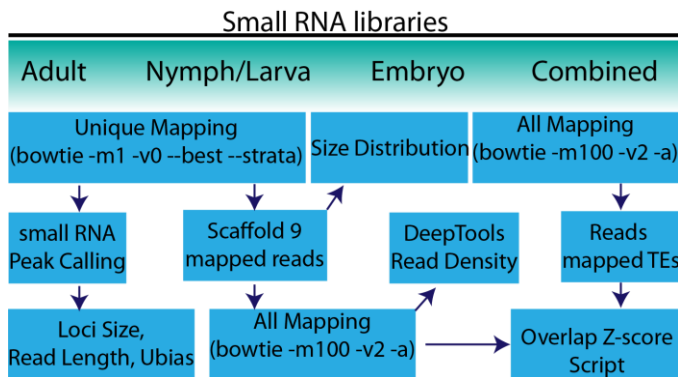 Small RNA libraries
Adult
Nymph/Larva
Embryo
Combined
Unique Mapping
(bowtie -m1 -v0 --best --strata)
Size Distribution
All Mapping
(bowtie -m100 -v2 -a)
small RNA
Peak Calling
Scaffold 9
mapped reads
DeepTools
Read Density
Reads
mapped TEs
Loci Size,
Read Length, Ubias
All Mapping
(bowtie -m100 -v2 -a)
Overlap Z-score
Script